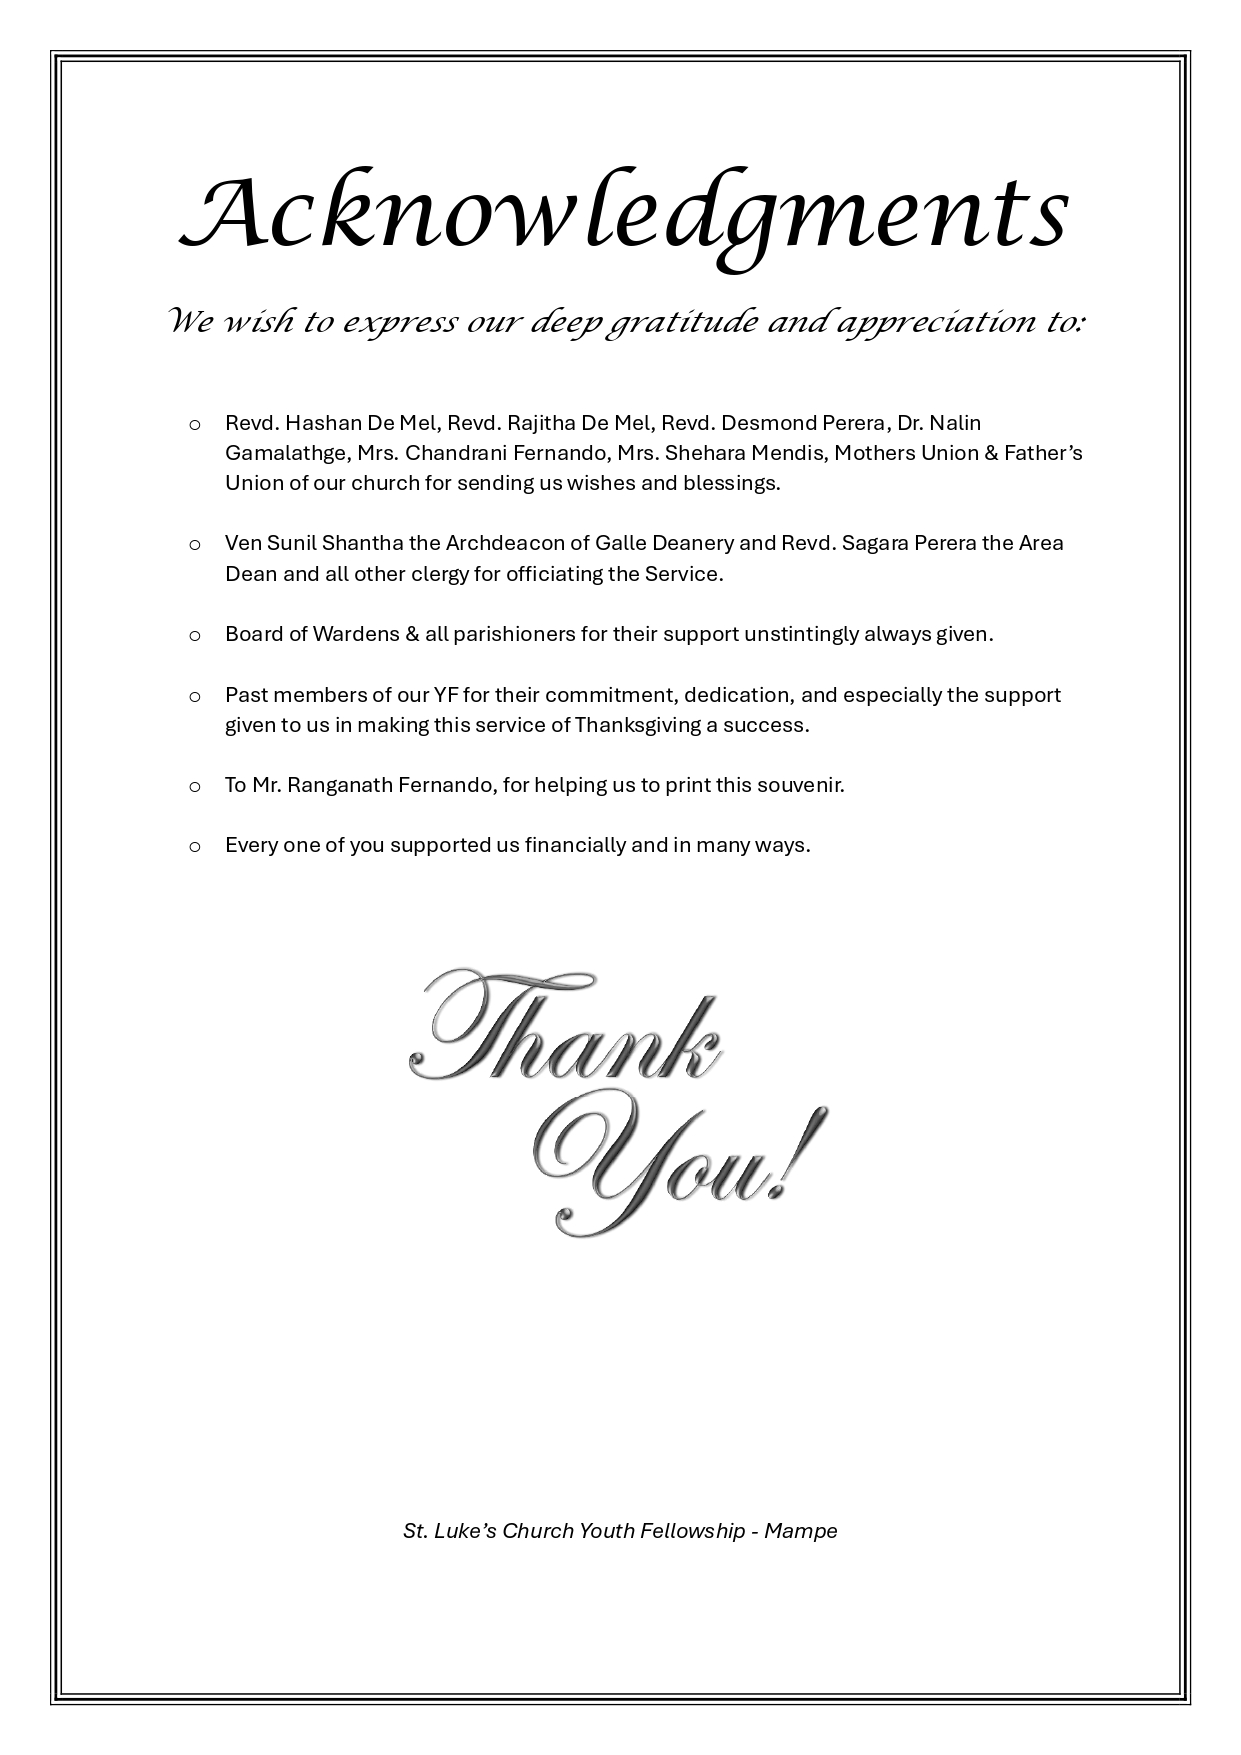 Acknowledgments
We wish to express our deep gratitude and appreciation to:
o Revd. Hashan De Mel, Revd. Rajitha De Mel, Revd. Desmond Perera, Dr. Nalin
Gamalathge, Mrs. Chandrani Fernando, Mrs. Shehara Mendis, Mothers Union & Father’s
Union of our church for sending us wishes and blessings.
o Ven Sunil Shantha the Archdeacon of Galle Deanery and Revd. Sagara Perera the Area
Dean and all other clergy for officiating the Service.
o Board of Wardens & all parishioners for their support unstintingly always given.
o Past members of our YF for their commitment, dedication, and especially the support
given to us in making this service of Thanksgiving a success.
o To Mr. Ranganath Fernando, for helping us to print this souvenir.
o Every one of you supported us financially and in many ways.
Thank
You!
St. Luke’s Church Youth Fellowship - Mampe